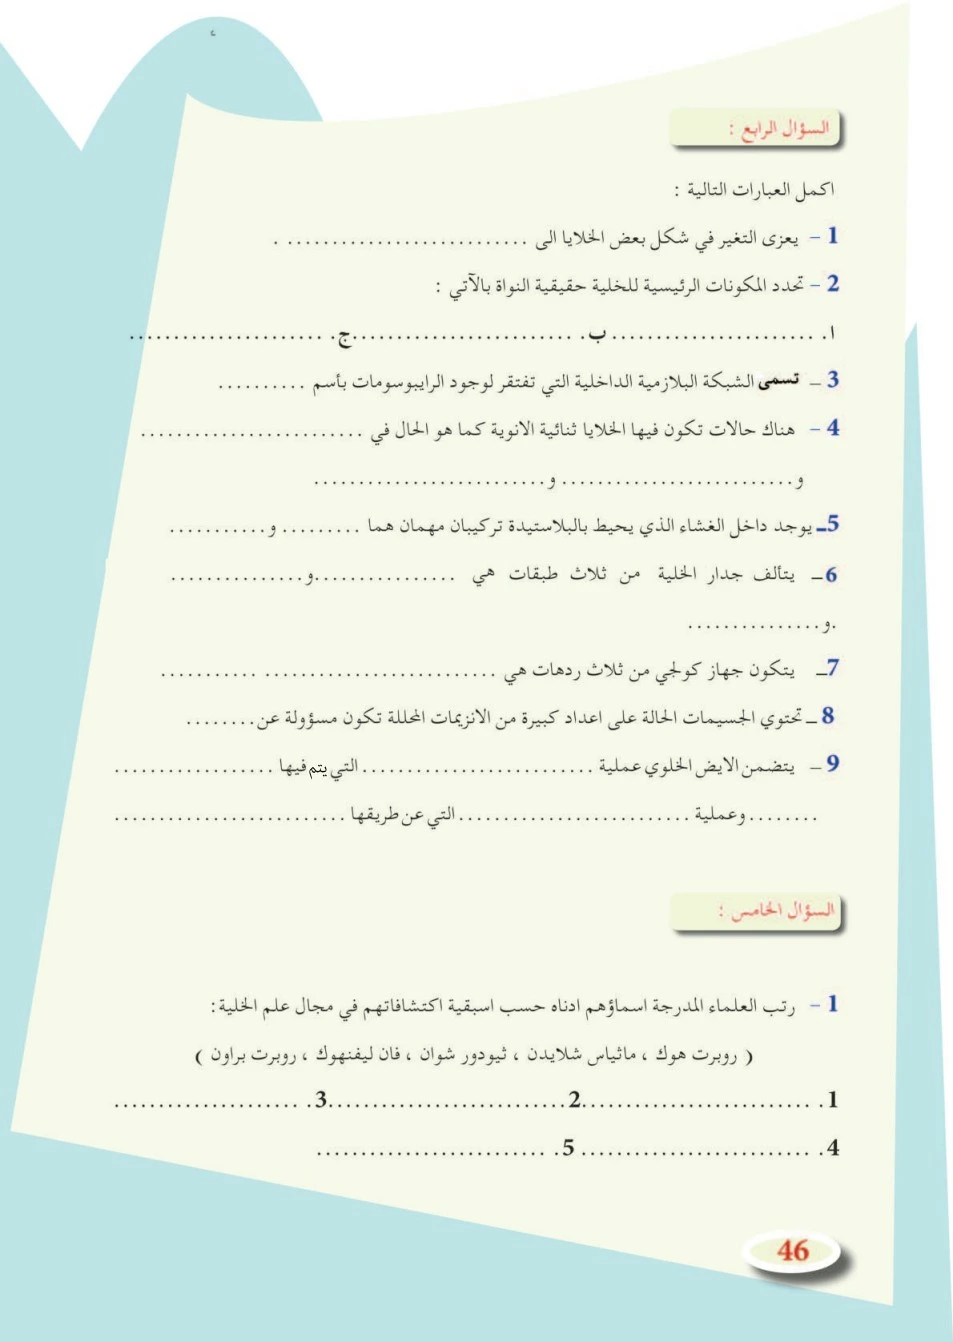 السؤال الرابع :
اكمل العبارات التالية :
1 - يعزى التغير في شكل بعض الخلايا الى ........................... .
2 - تحدد المكونات الرئيسية للخلية حقيقية النواة بالآتي :
ا. ....................... ب. .........................ج. ......................
3 ـ تسمى الشبكة البلازمية الداخلية التي تفتقر لوجود الرايبوسومات بأسم ..........
4 - هناك حالات تكون فيها الخلايا ثنائية الانوية كما هو الحال في .........................
و.......................... و..........................
5ـ يوجد داخل الغشاء الذي يحيط بالبلاستيدة تركيبان مهمان هما ......... و...........
6ـ يتألف جدار الخلية من ثلاث طبقات هي ................و...............
.و...............
7ـ يتكون جهاز كولجي من ثلاث ردهات هي .......................... ...........
8 ـ تحتوي الجسيمات الحالة على اعداد كبيرة من الانزيمات المحللة تكون مسؤولة عن........
9 ـ يتضمن الايض الخلوي عملية ..........................التي يتم فيها ..................
........وعملية ..........................التي عن طريقها ..........................
السؤال الخامس :
1 - رتب العلماء المدرجة اسماؤهم ادناه حسب اسبقية اكتشافاتهم في مجال علم الخلية:
( روبرت هوك ، ماثياس شلايدن ، ثيودور شوان ، فان ليفنهوك ، روبرت براون )
1. ..........................2...........................3. .....................
4. .......................... 5. ..........................
46